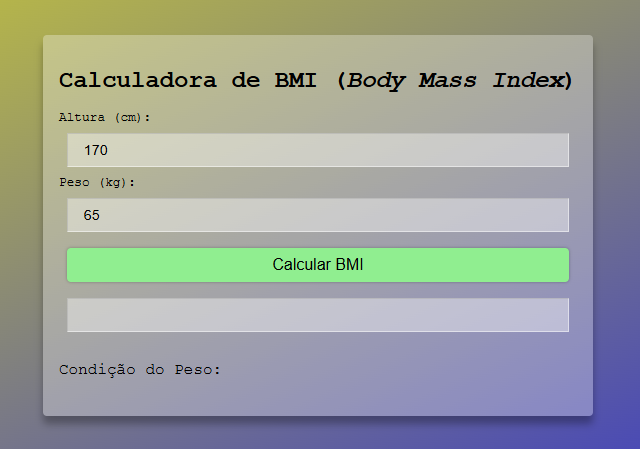 Calculadora de BMI (Body Mass Index)
Altura (cm):
170
Peso (kg):
65
Calcular BMI
Condição do Peso: